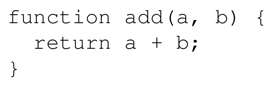 function add(a, b) {
  return a + b;
}